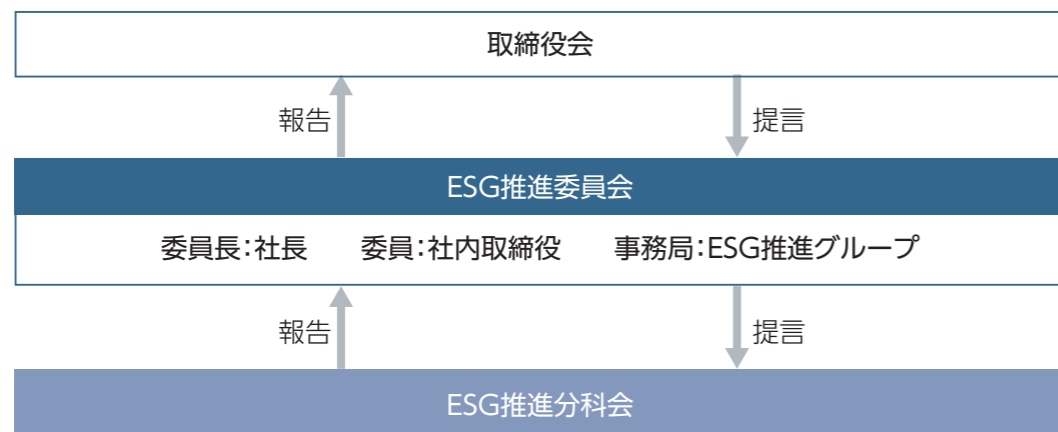 取締役会
報告
提言
ESG推進委員会
委員長：社長　委員：社内取締役　事務局：ESG推進グループ
報告
提言
ESG推進分科会